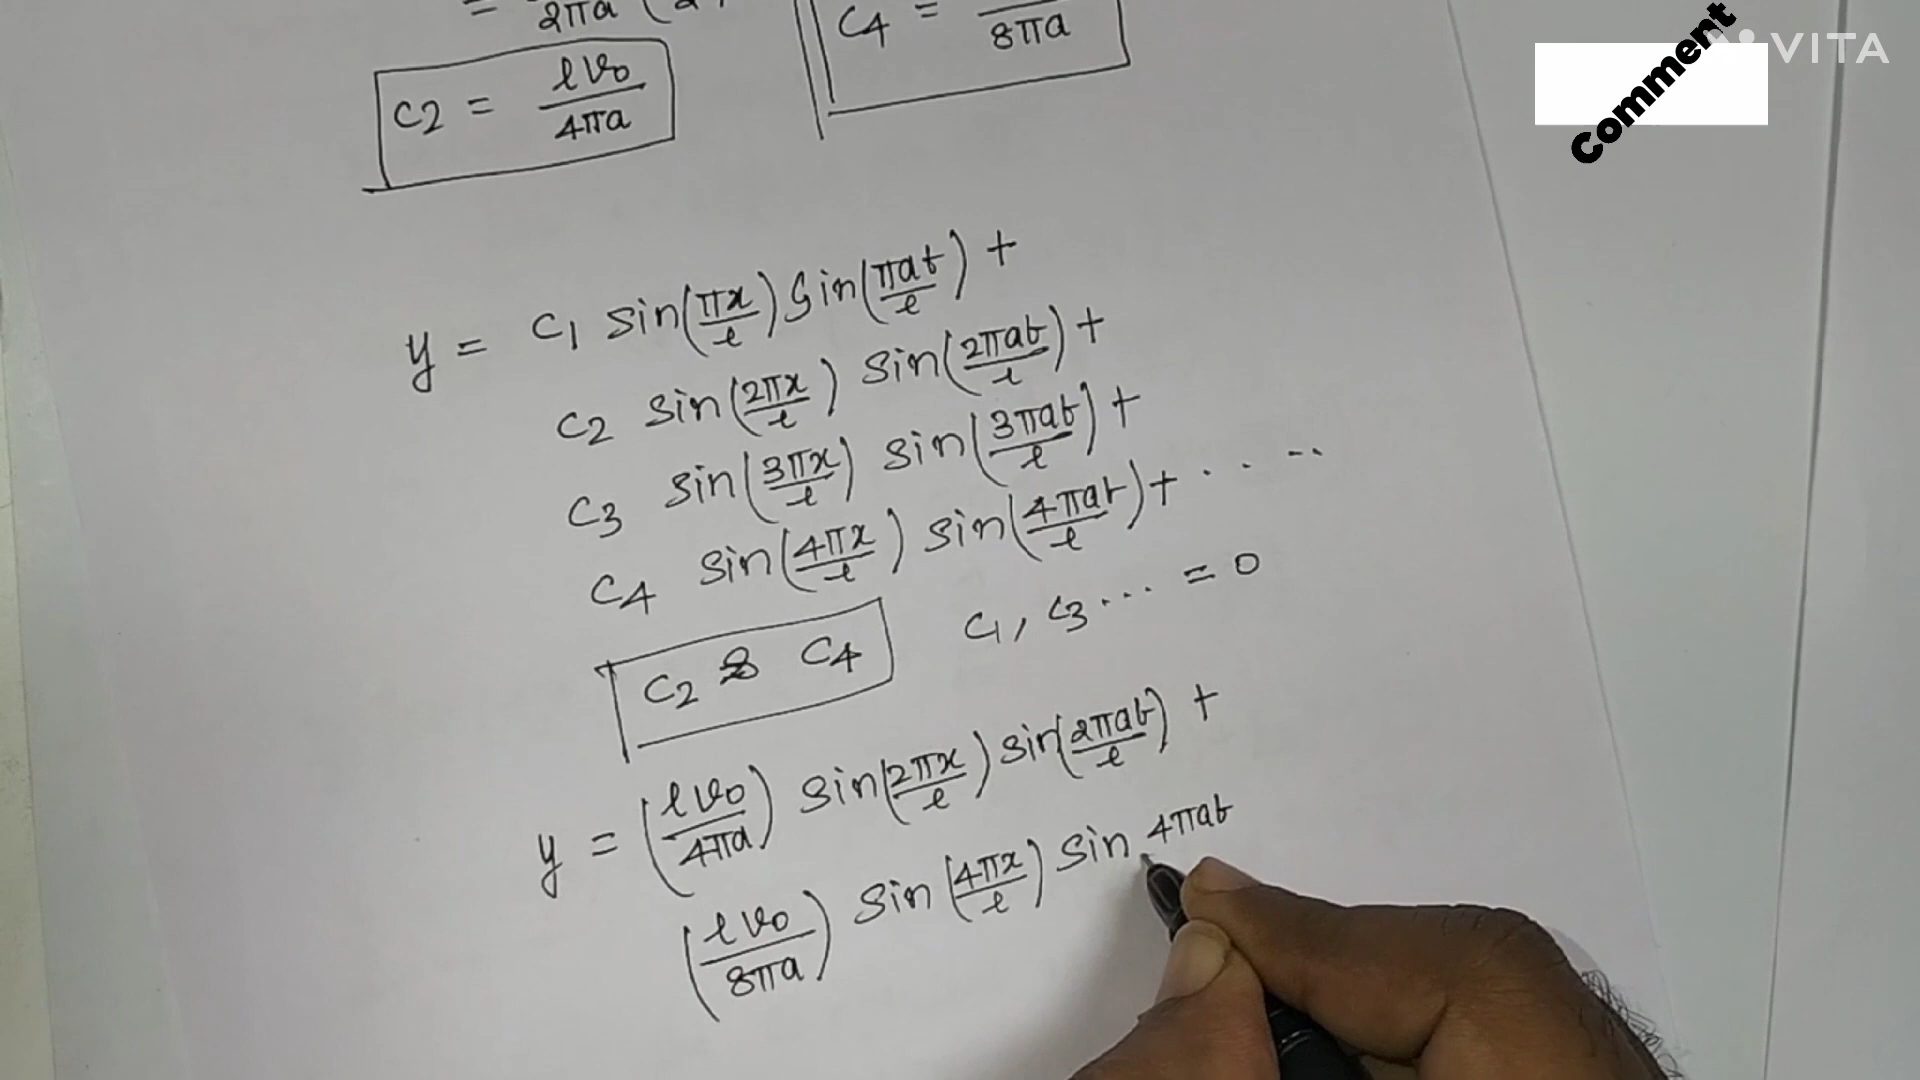 = 2πa
C2 = lv0/4πa
C4 = /8πa
Comment
VITA
y = C1 sin(πx/l) sin(πat/l) +
C2 sin(2πx/l) sin(2πat/l) +
C3 sin(3πx/l) sin(3πat/l) +
C4 sin(4πx/l) sin(4πat/l) + ....
C2 & C4
C1, C3 ... = 0
y = (lv0/4πa) sin(2πx/l) sin(2πat/l) +
(lv0/8πa) sin(4πx/l) sin 4πat